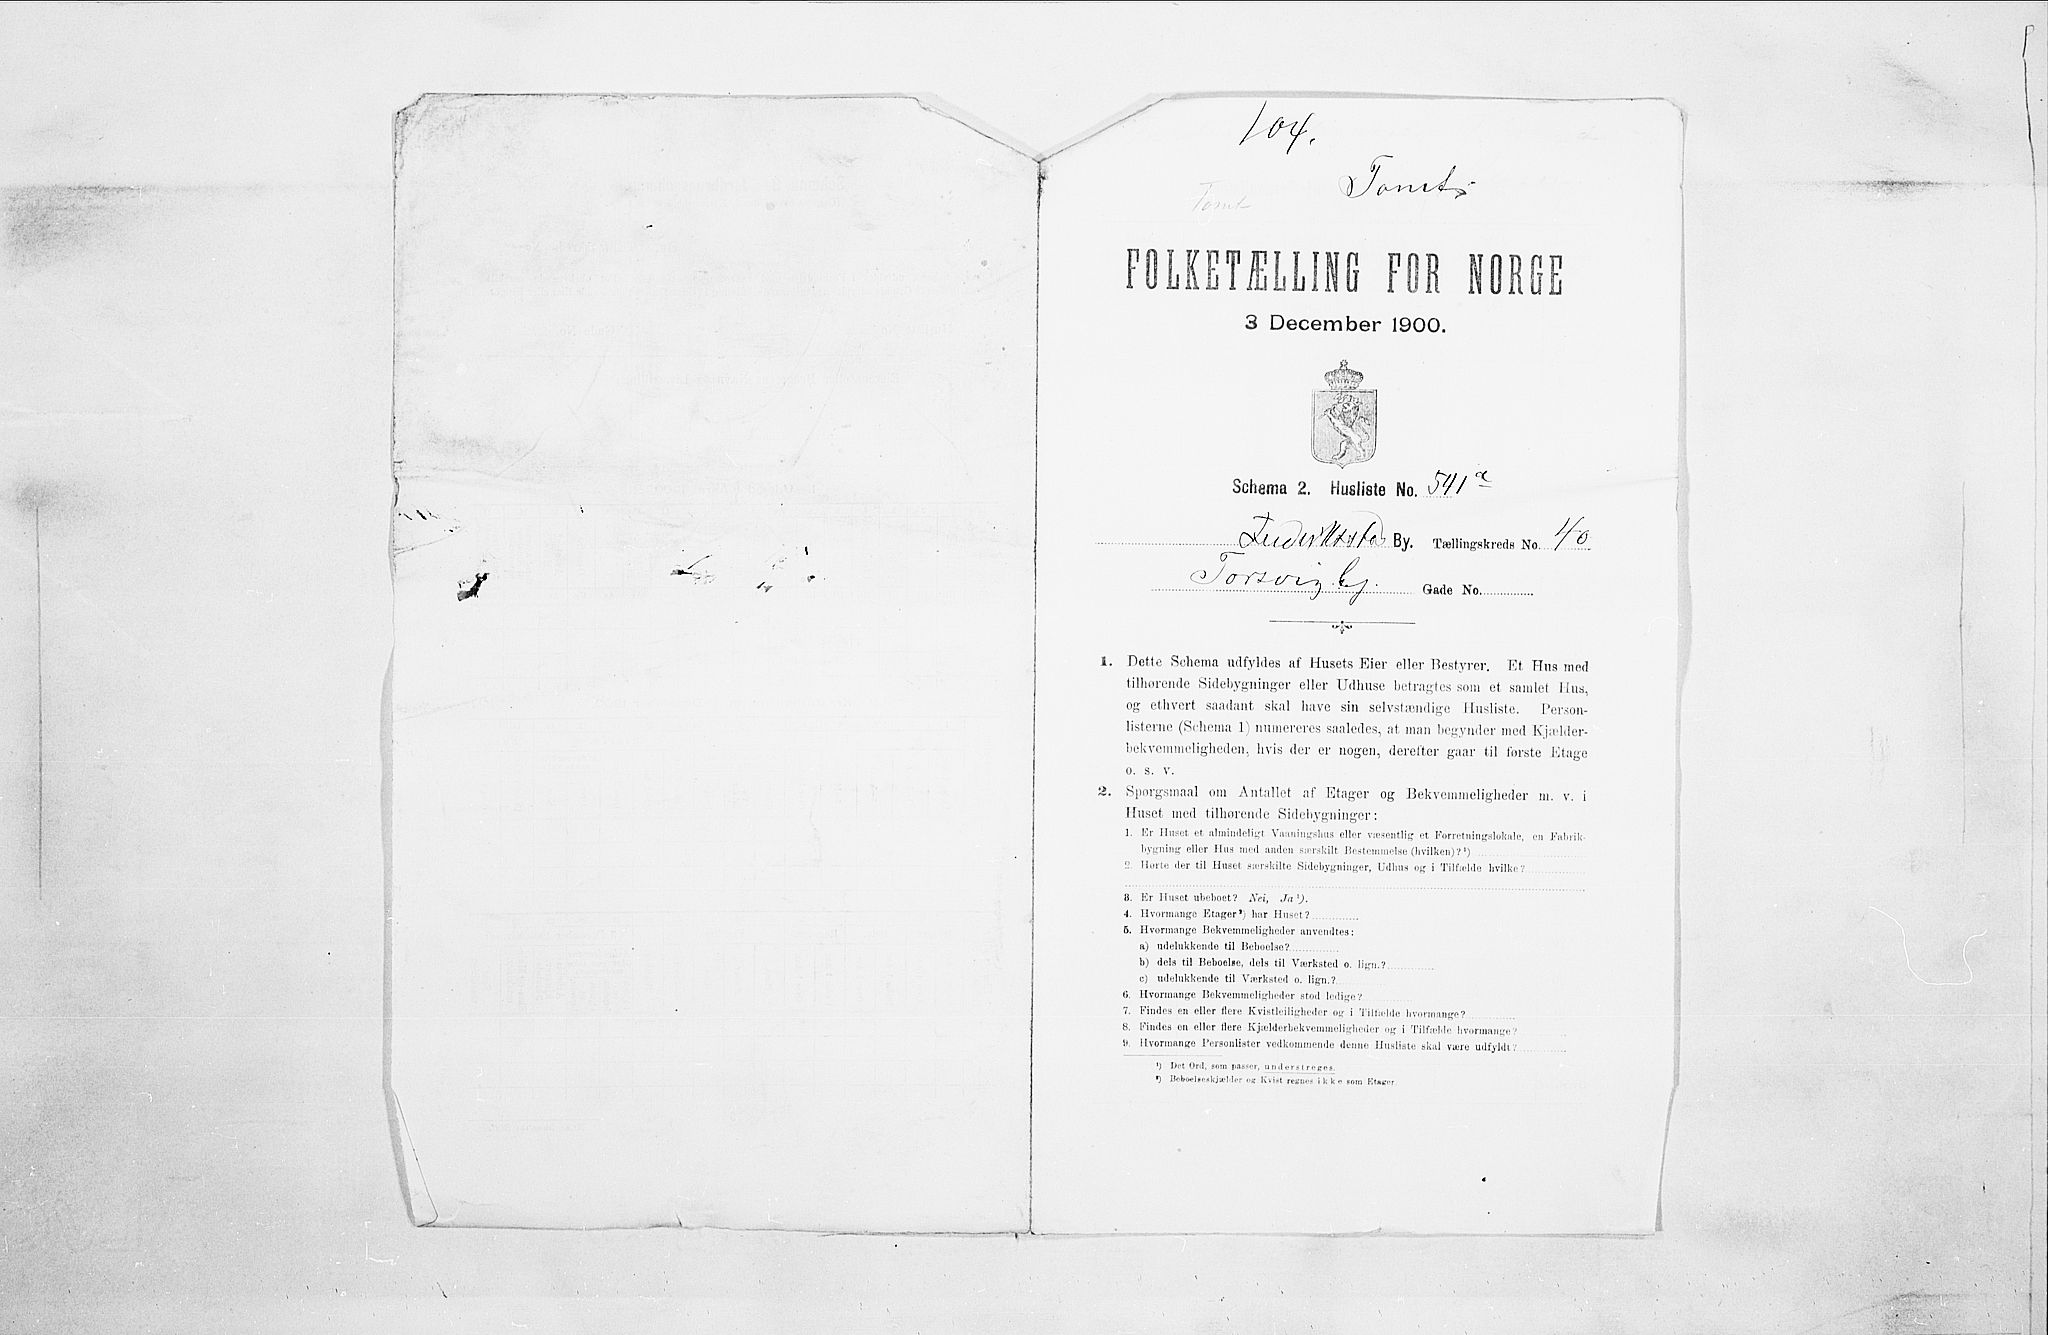 104.
Tomt
Tomt
FOLKETÆLLING FOR NORGE
3 December 1900.
Schema 2. Husliste No. 541 a
Frederikstad By. Tællingskreds No. 40
Torsvigby. Gade No.
1. Dette Schema udfyldes af Husets Eier eller Bestyrer. Et Hus med
tilhørende Sidebygninger eller Udhuse betragtes som et samlet Hus,
og ethvert saadant skal have sin selvstændige Husliste. Person-
listerne (Schema 1) numereres saaledes, at man begynder med Kjælder-
bekvemmeligheden, hvis der er nogen, derefter gaar til første Etage
o. s. v.
2. Spørgsmaal om Antallet af Etager og Bekvemmeligheder m. v. i
Huset med tilhørende Sidebygninger:
1. Er Huset et almindeligt Vaaningshus eller væsentlig et Forretningslokale, en Fabrik-
bygning eller Hus med anden særskilt Bestemmelse (hvilken)?¹)
2. Hørte der til Huset særskilte Sidebygninger, Udhus og i Tilfælde hvilke?
3. Er Huset ubeboet? Nei, Ja¹).
4. Hvormange Etager²) har Huset?
5. Hvormange Bekvemmeligheder anvendtes:
a) udelukkende til Beboelse?
b) dels til Beboelse, dels til Værksted o. lign.?
c) udelukkende til Værksted o. lign.?
6. Hvormange Bekvemmeligheder stod ledige?
7. Findes en eller flere Kvistleiligheder og i Tilfælde hvormange?
8. Findes en eller flere Kjælderbekvemmeligheder og i Tilfælde hvormange?
9. Hvormange Personlister vedkommende denne Husliste skal være udfyldt?
¹) Det Ord, som passer, understreges.
²) Beboelseskjælder og Kvist regnes ikke som Etager.